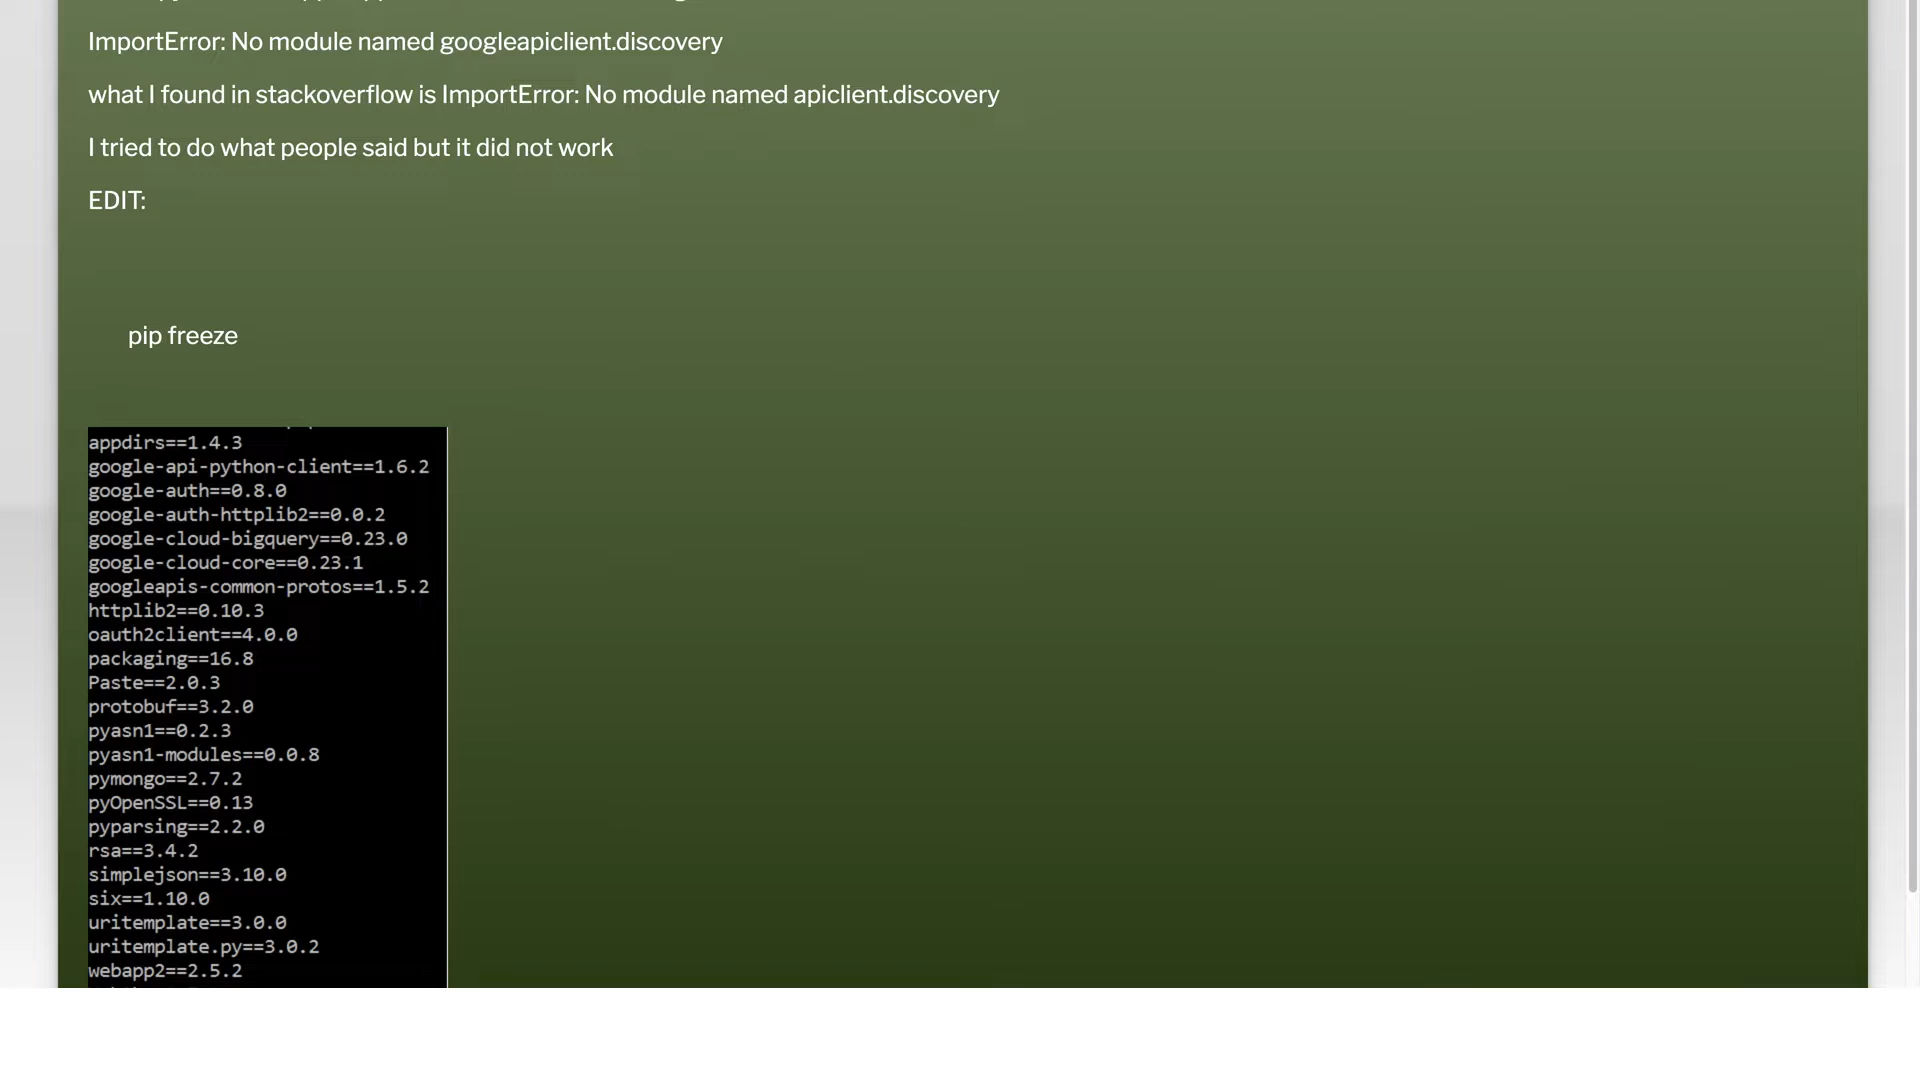 ImportError: No module named googleapiclient.discovery
what I found in stackoverflow is ImportError: No module named apiclient.discovery
I tried to do what people said but it did not work
EDIT:
pip freeze
appdirs==1.4.3
google-api-python-client==1.6.2
google-auth==0.8.0
google-auth-httplib2==0.0.2
google-cloud-bigquery==0.23.0
google-cloud-core==0.23.1
googleapis-common-protos==1.5.2
httplib2==0.10.3
oauth2client==4.0.0
packaging==16.8
Paste==2.0.3
protobuf==3.2.0
pyasn1==0.2.3
pyasn1-modules==0.0.8
pymongo==2.7.2
pyOpenSSL==0.13
pyparsing==2.2.0
rsa==3.4.2
simplejson==3.10.0
six==1.10.0
uritemplate==3.0.0
uritemplate.py==3.0.2
webapp2==2.5.2